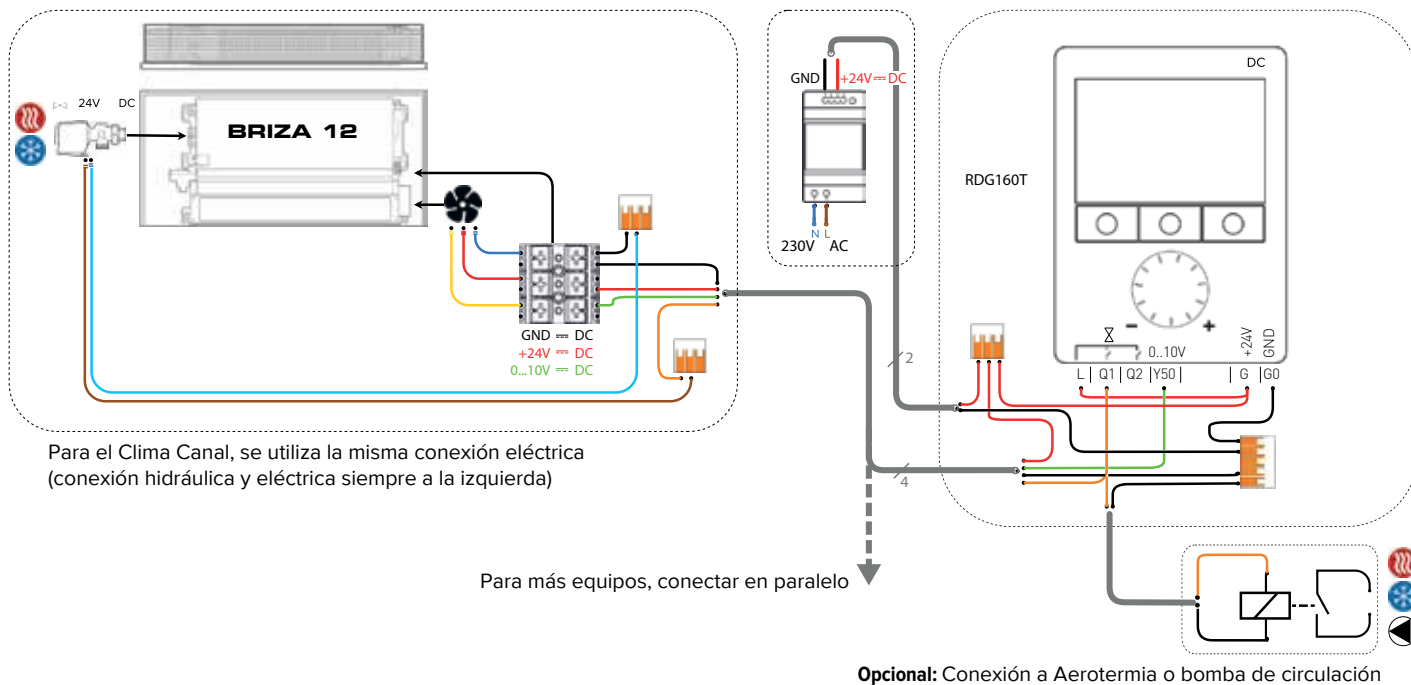 24V DC
BRIZA 12
GND DC
+24V DC
0...10V DC
Para el Clima Canal, se utiliza la misma conexión eléctrica
(conexión hidráulica y eléctrica siempre a la izquierda)
GND +24V DC
N L
230V AC
2
4
Para más equipos, conectar en paralelo
RDG160T
DC
- +
0..10V +24V GND
L Q1 Q2 Y50 G G0
Opcional: Conexión a Aerotermia o bomba de circulación